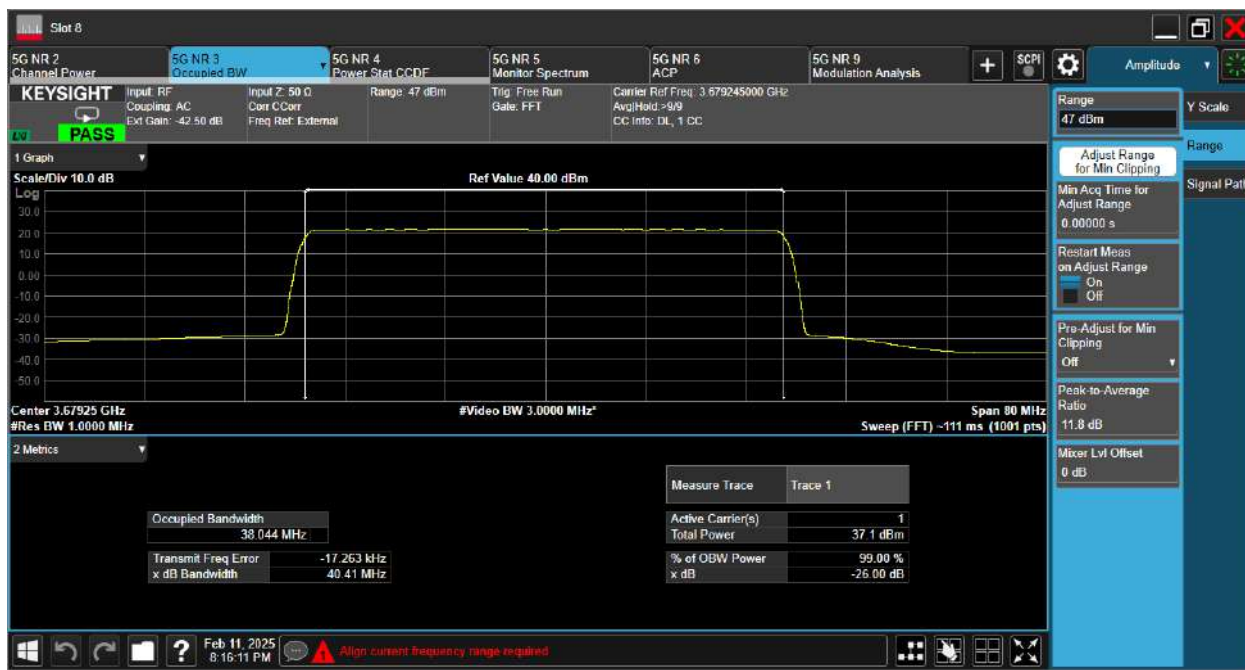 Slot 8
5G NR 2
Channel Power
5G NR 3
Occupied BW
5G NR 4
Power Stat CCDF
5G NR 5
Monitor Spectrum
5G NR 6
ACP
5G NR 9
Modulation Analysis
+
SCPI
Amplitude
KEYSIGHT
PASS
Input: RF
Coupling: AC
Ext Gain: -42.50 dB
Input Z: 50 Ω
Corr CCorr
Freq Ref: External
Range: 47 dBm
Trig: Free Run
Gate: FFT
Carrier Ref Freq: 3.679245000 GHz
Avg|Hold:>9/9
CC Info: DL, 1 CC
Range
47 dBm
Adjust Range
for Min Clipping
Min Acq Time for
Adjust Range
0.00000 s
Restart Meas
on Adjust Range
On
Off
Pre-Adjust for Min
Clipping
Off
Peak-to-Average
Ratio
11.8 dB
Mixer Lvl Offset
0 dB
Y Scale
Range
Signal Path
1 Graph
Scale/Div 10.0 dB
Ref Value 40.00 dBm
Log
30.0
20.0
10.0
0.00
-10.0
-20.0
-30.0
-40.0
-50.0
Center 3.67925 GHz
#Video BW 3.0000 MHz*
Span 80 MHz
#Res BW 1.0000 MHz
Sweep (FFT) ~111 ms (1001 pts)
2 Metrics
Measure Trace
Trace 1
Occupied Bandwidth
38.044 MHz
Active Carrier(s)
1
Total Power
37.1 dBm
Transmit Freq Error
-17.263 kHz
% of OBW Power
99.00 %
x dB Bandwidth
40.41 MHz
x dB
-26.00 dB
?
Feb 11, 2025
8:16:11 PM
Align current frequency range required